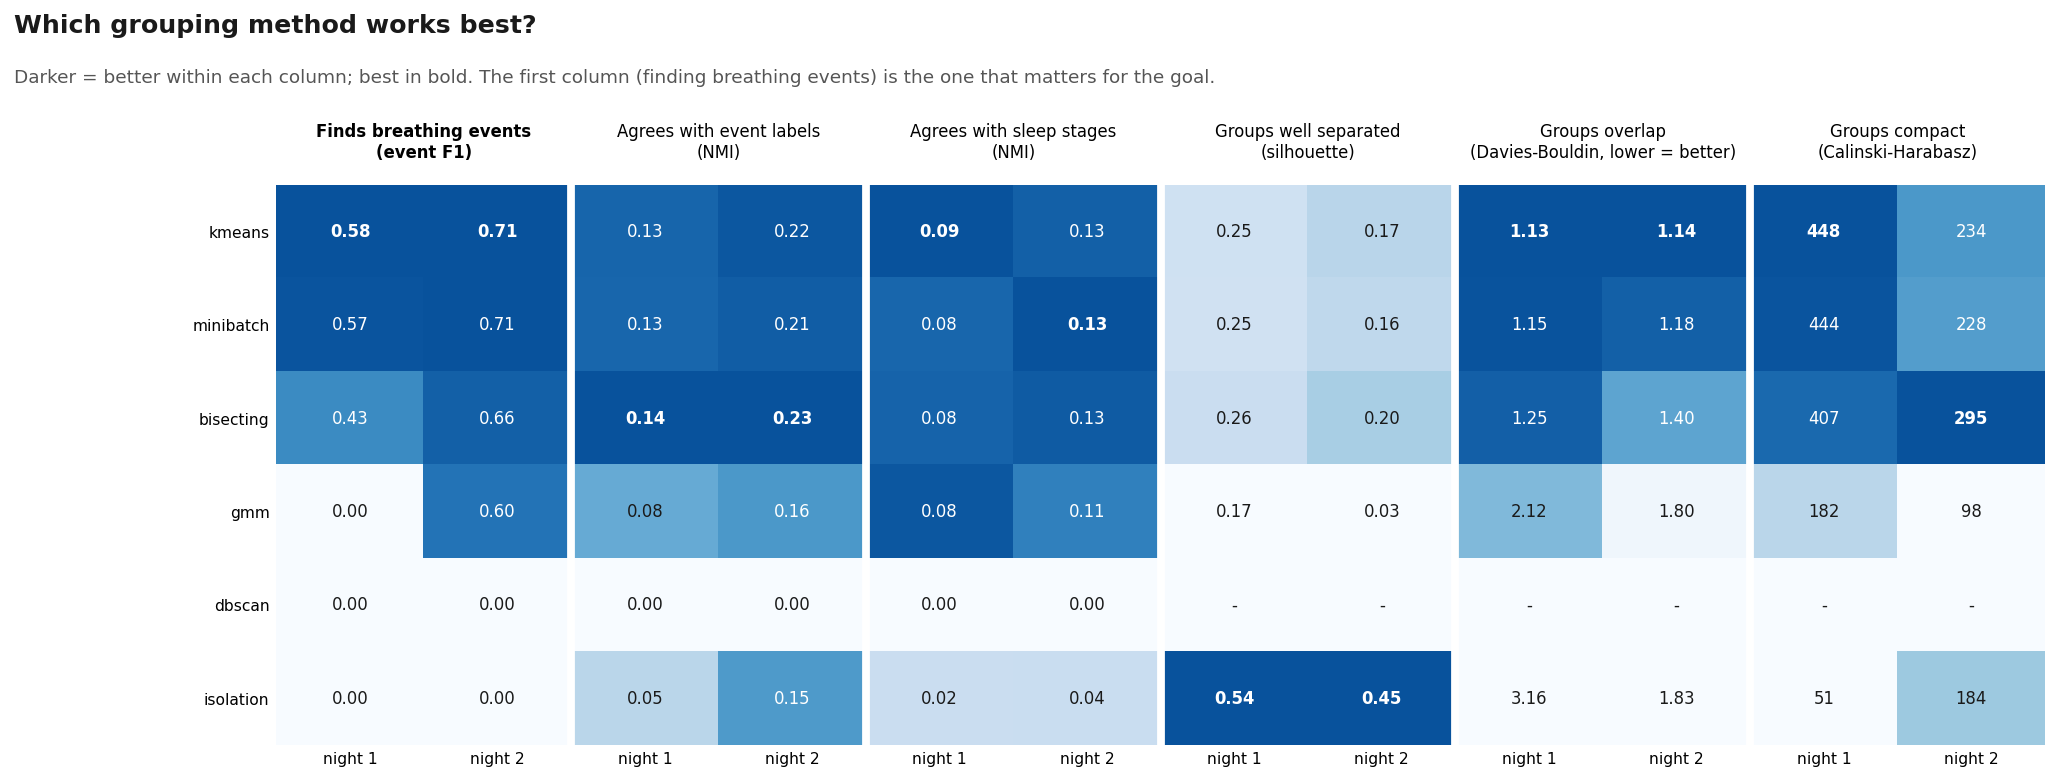 Which grouping method works best?
Darker = better within each column; best in bold. The first column (finding breathing events) is the one that matters for the goal.
Finds breathing events Agrees with event labels Agrees with sleep stages Groups well separated Groups overlap Groups compact
(event F1) (NMI) (NMI) (silhouette) (Davies-Bouldin, lower = better) (Calinski-Harabasz)
kmeans 0.58 0.71 0.13 0.22 0.09 0.13 0.25 0.17 1.13 1.14 448 234
minibatch 0.57 0.71 0.13 0.21 0.08 0.13 0.25 0.16 1.15 1.18 444 228
bisecting 0.43 0.66 0.14 0.23 0.08 0.13 0.26 0.20 1.25 1.40 407 295
gmm 0.00 0.60 0.08 0.16 0.08 0.11 0.17 0.03 2.12 1.80 182 98
dbscan 0.00 0.00 0.00 0.00 0.00 0.00 - - - - - -
isolation 0.00 0.00 0.05 0.15 0.02 0.04 0.54 0.45 3.16 1.83 51 184
night 1 night 2 night 1 night 2 night 1 night 2 night 1 night 2 night 1 night 2 night 1 night 2